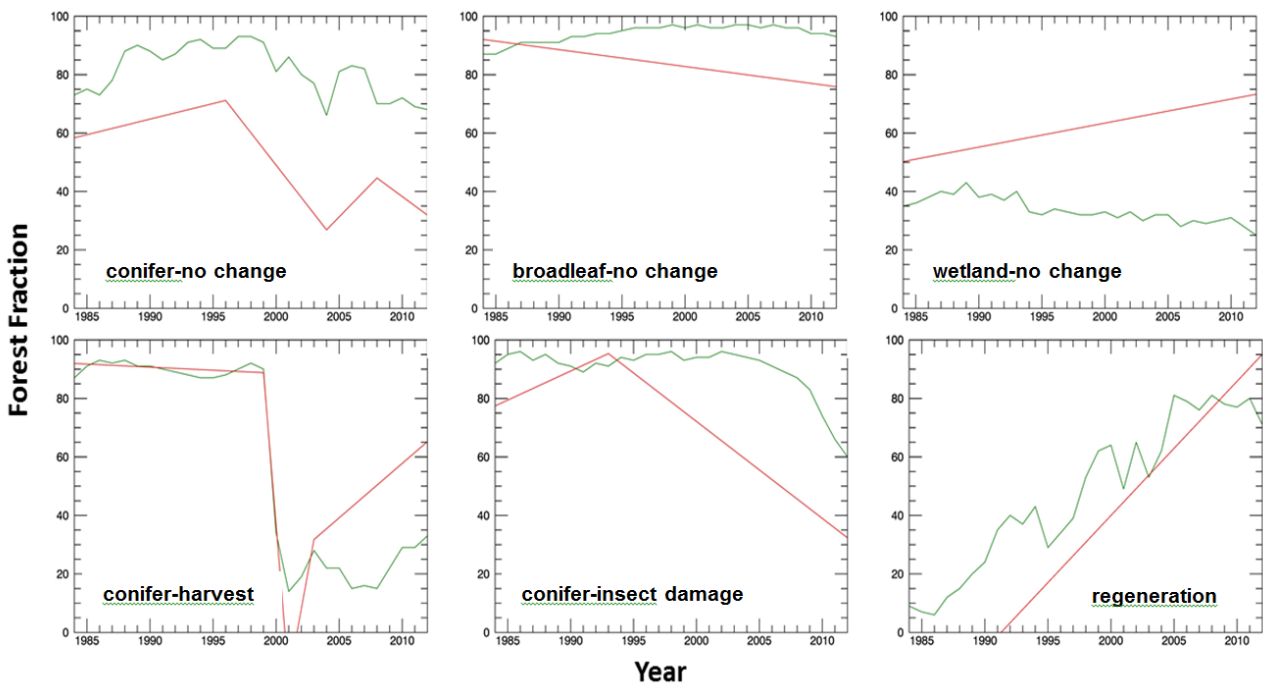 Forest Fraction
100
80
60
40
20
0
1985 1990 1995 2000 2005 2010
conifer-no change
100
80
60
40
20
0
1985 1990 1995 2000 2005 2010
broadleaf-no change
100
80
60
40
20
0
1985 1990 1995 2000 2005 2010
wetland-no change
100
80
60
40
20
0
1985 1990 1995 2000 2005 2010
conifer-harvest
100
80
60
40
20
0
1985 1990 1995 2000 2005 2010
conifer-insect damage
100
80
60
40
20
0
1985 1990 1995 2000 2005 2010
regeneration
Year